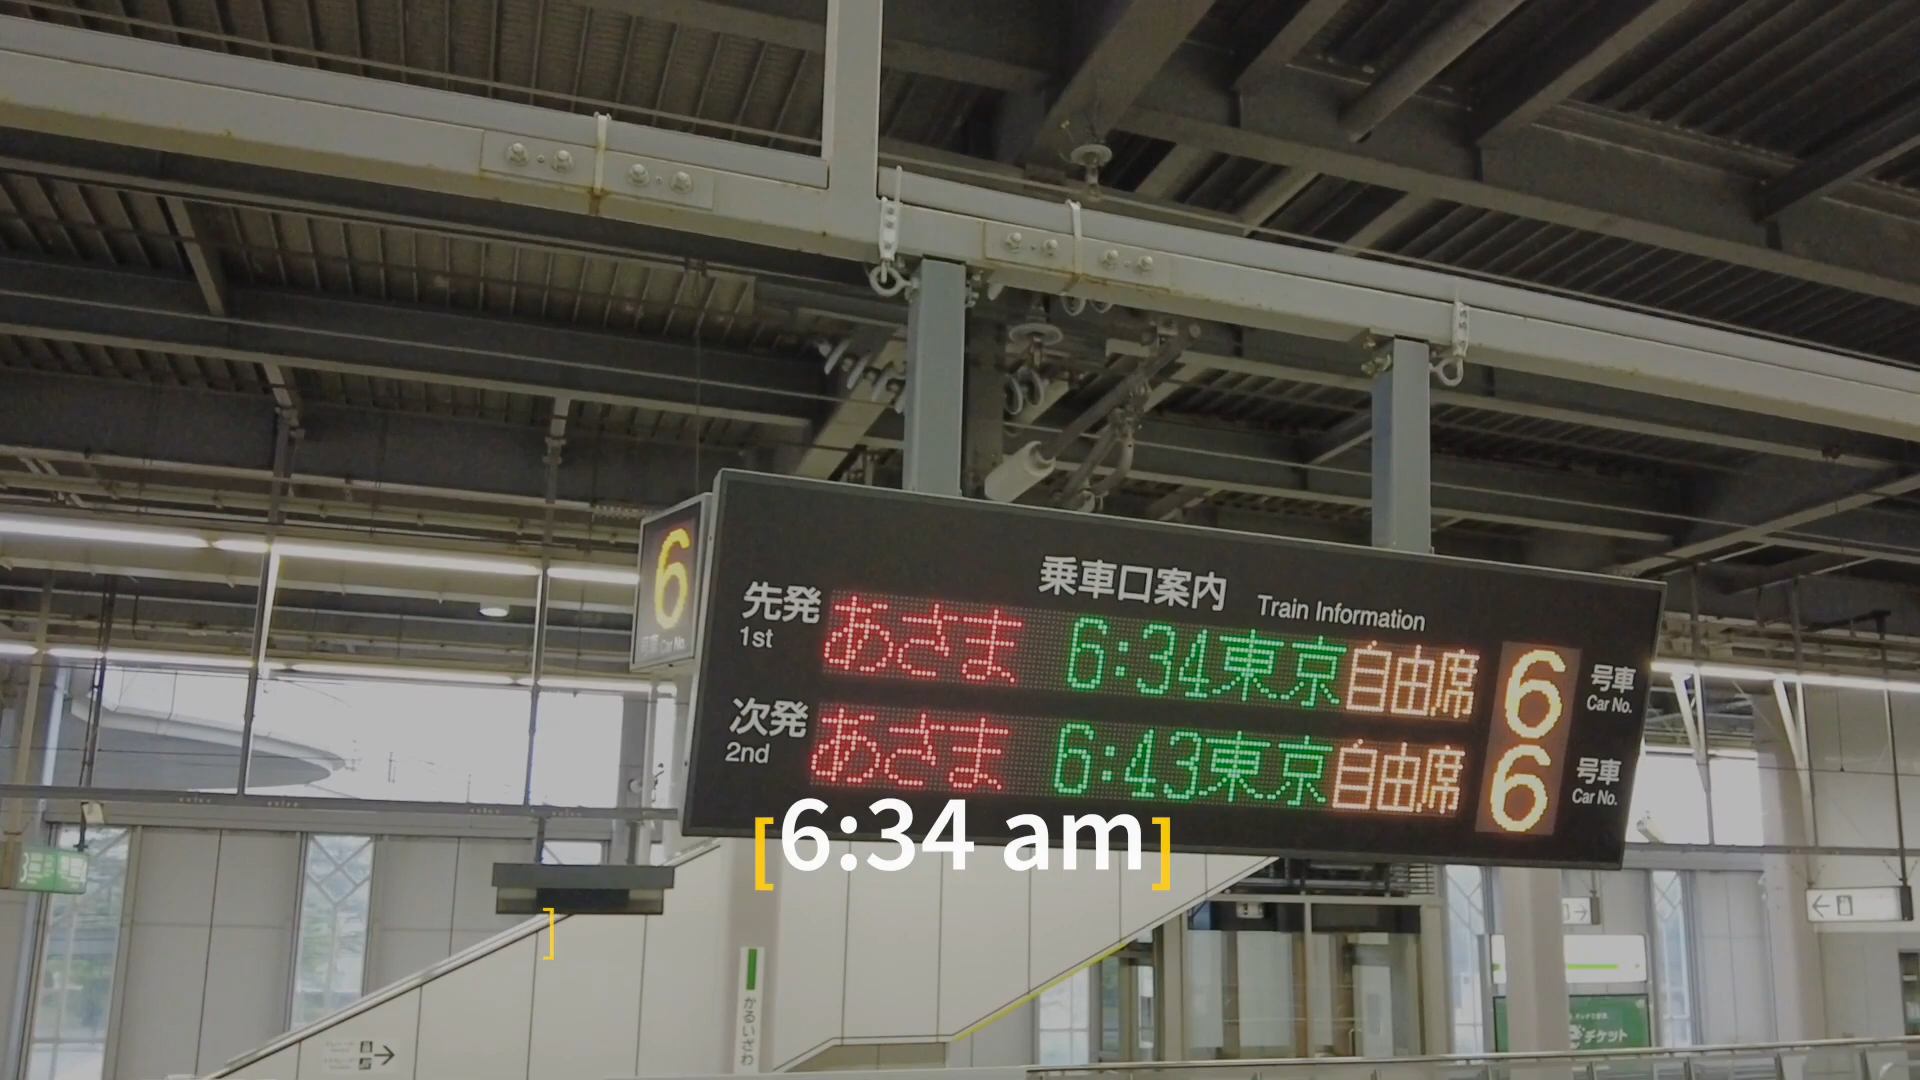 乗車口案内 Train Information
6
号車 Car No.
先発 あさま 6:34 東京 自由席 6 号車
1st
Car No.
次発 あさま 6:43 東京 自由席 6 号車
2nd
Car No.
[6:34 am]
]
かるいざわ
チケット